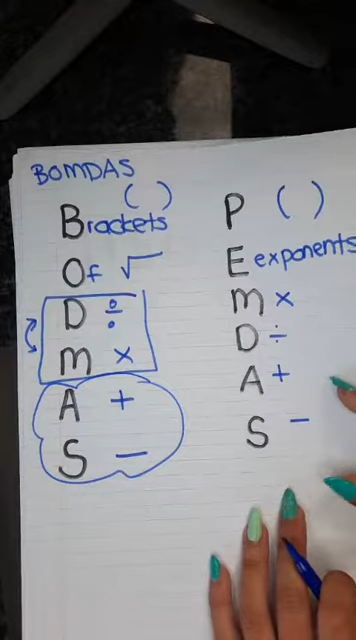 BOMDAS
Brackets ( )
Of √
D ÷
M ×
A +
S −
P ( )
E exponents
M ×
D ÷
A +
S −